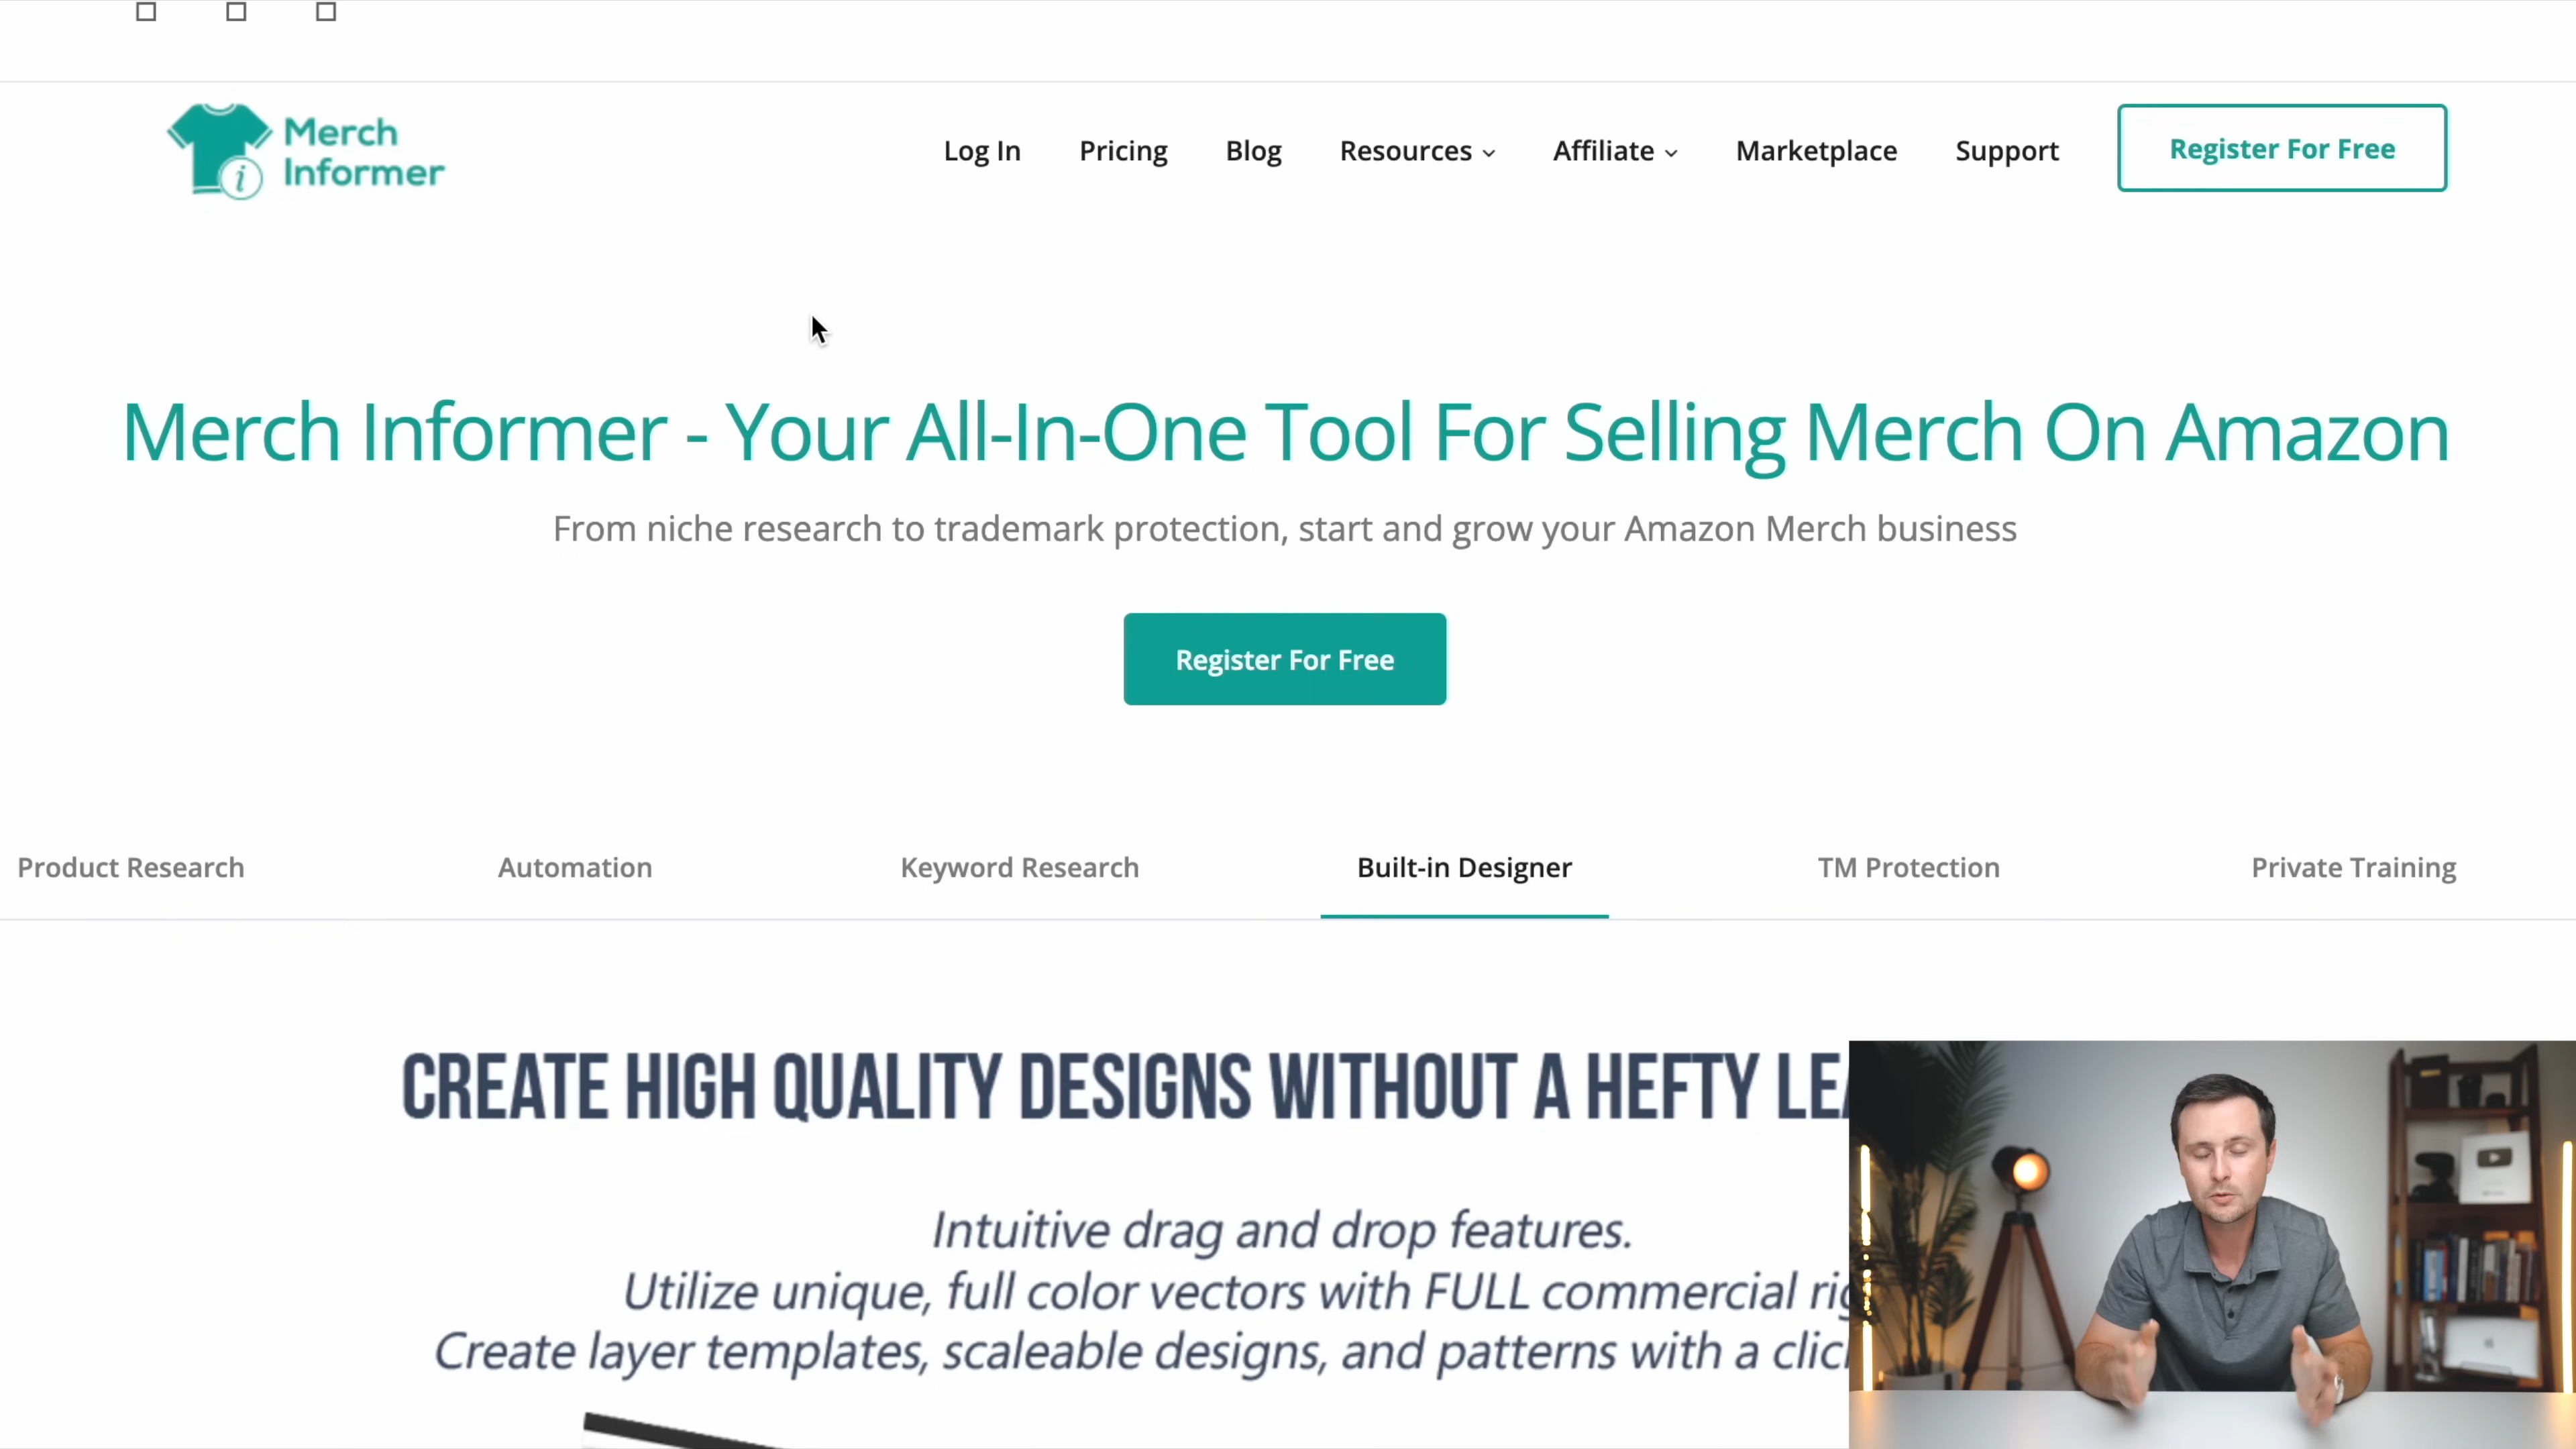 Merch
Informer
Log In
Pricing
Blog
Resources
Affiliate
Marketplace
Support
Register For Free
Merch Informer - Your All-In-One Tool For Selling Merch On Amazon
From niche research to trademark protection, start and grow your Amazon Merch business
Register For Free
Product Research
Automation
Keyword Research
Built-in Designer
TM Protection
Private Training
CREATE HIGH QUALITY DESIGNS WITHOUT A HEFTY
Intuitive drag and drop features.
Utilize unique, full color vectors with FULL commercial
Create layer templates, scaleable designs, and patterns with a